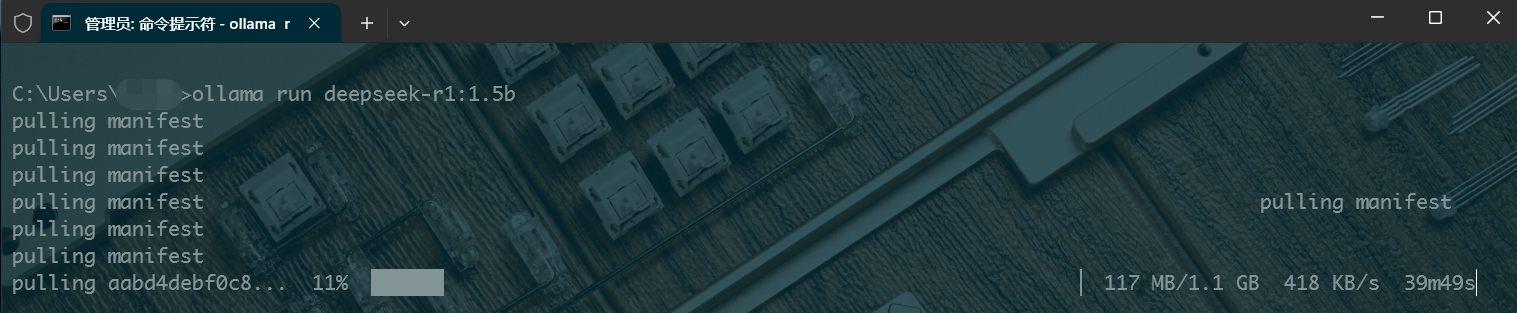 管理员: 命令提示符 - ollama r
C:\Users\ >ollama run deepseek-r1:1.5b
pulling manifest
pulling manifest
pulling manifest
pulling manifest pulling manifest
pulling manifest
pulling manifest
pulling aabd4debf0c8... 11% 117 MB/1.1 GB 418 KB/s 39m49s